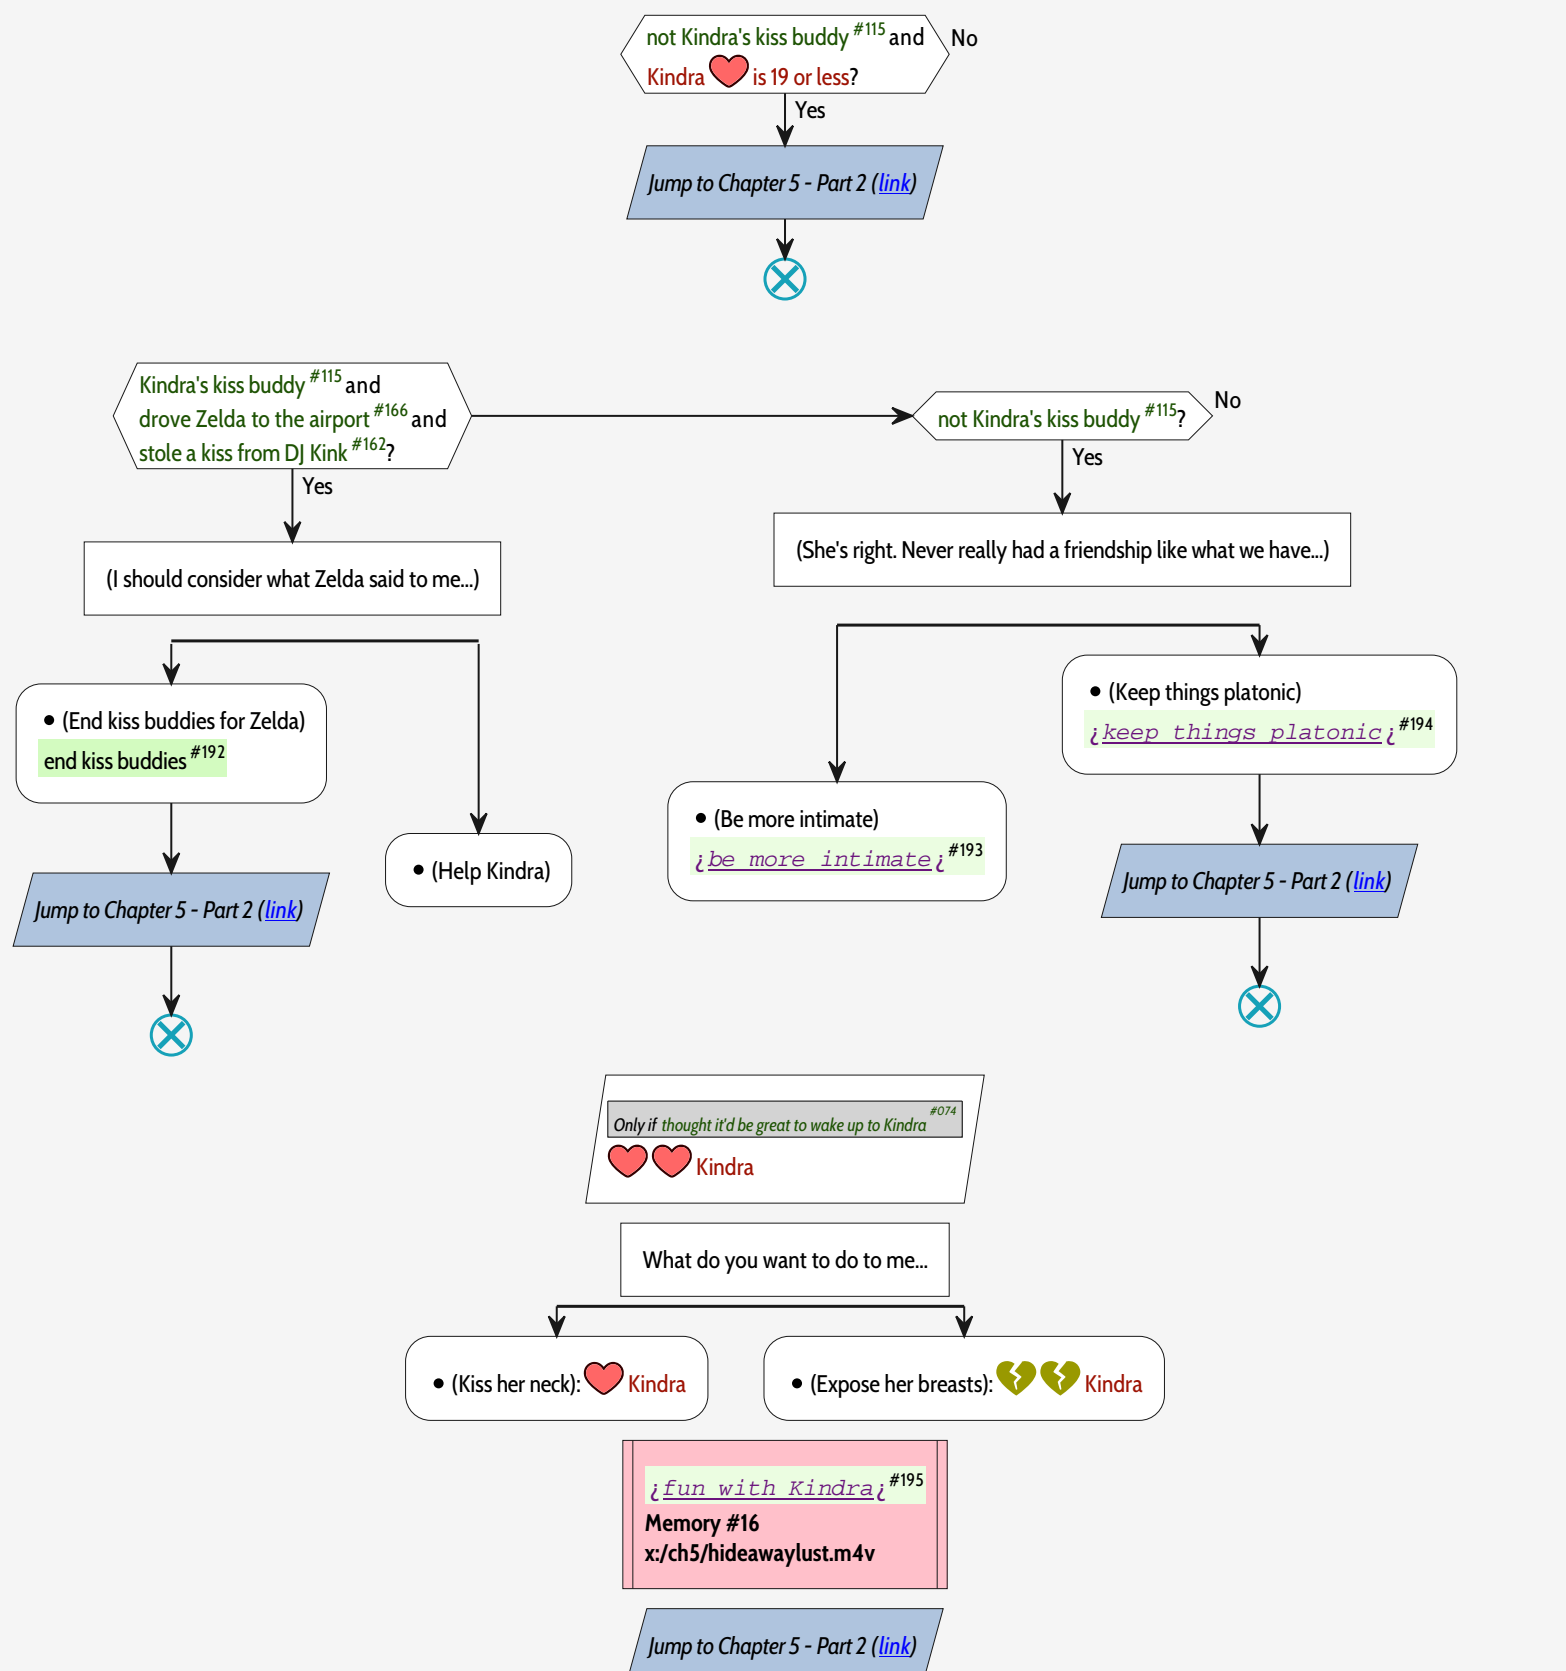 not Kindra's kiss buddy #115 and
Kindra is 19 or less?
No
Yes
Jump to Chapter 5 - Part 2 (link)
Kindra's kiss buddy #115 and
drove Zelda to the airport #166 and
stole a kiss from DJ Kink #162?
Yes
not Kindra's kiss buddy #115?
No
Yes
(I should consider what Zelda said to me...)
(She's right. Never really had a friendship like what we have...)
• (End kiss buddies for Zelda)
end kiss buddies #192
• (Help Kindra)
Jump to Chapter 5 - Part 2 (link)
• (Be more intimate)
¿be more intimate¿ #193
• (Keep things platonic)
¿keep things platonic¿ #194
Jump to Chapter 5 - Part 2 (link)
Only if thought it'd be great to wake up to Kindra #074
Kindra
What do you want to do to me...
• (Kiss her neck): Kindra
• (Expose her breasts): Kindra
¿fun with Kindra¿ #195
Memory #16
x:/ch5/hideawaylust.m4v
Jump to Chapter 5 - Part 2 (link)